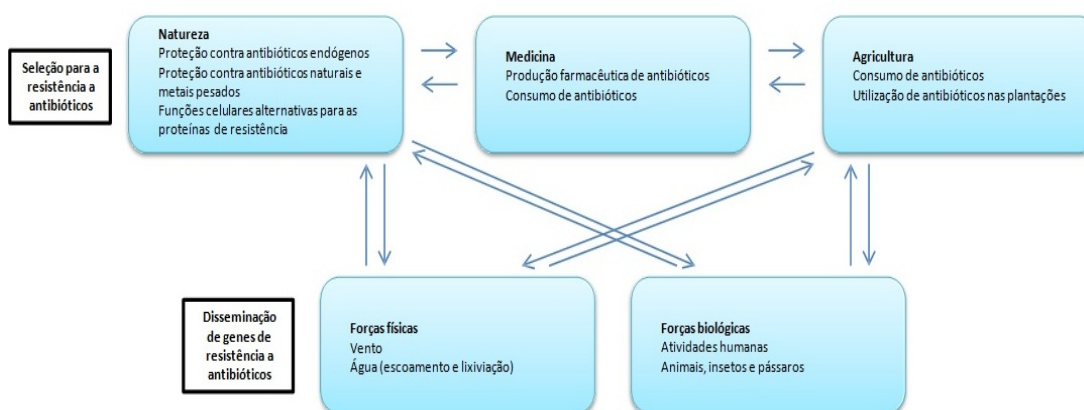 Seleção para a
resistência a
antibióticos
Natureza
Proteção contra antibióticos endógenos
Proteção contra antibióticos naturais e
metais pesados
Funções celulares alternativas para as
proteínas de resistência
Medicina
Produção farmacêutica de antibióticos
Consumo de antibióticos
Agricultura
Consumo de antibióticos
Utilização de antibióticos nas plantações
Disseminação
de genes de
resistência a
antibióticos
Forças físicas
Vento
Água (escoamento e lixiviação)
Forças biológicas
Atividades humanas
Animais, insetos e pássaros